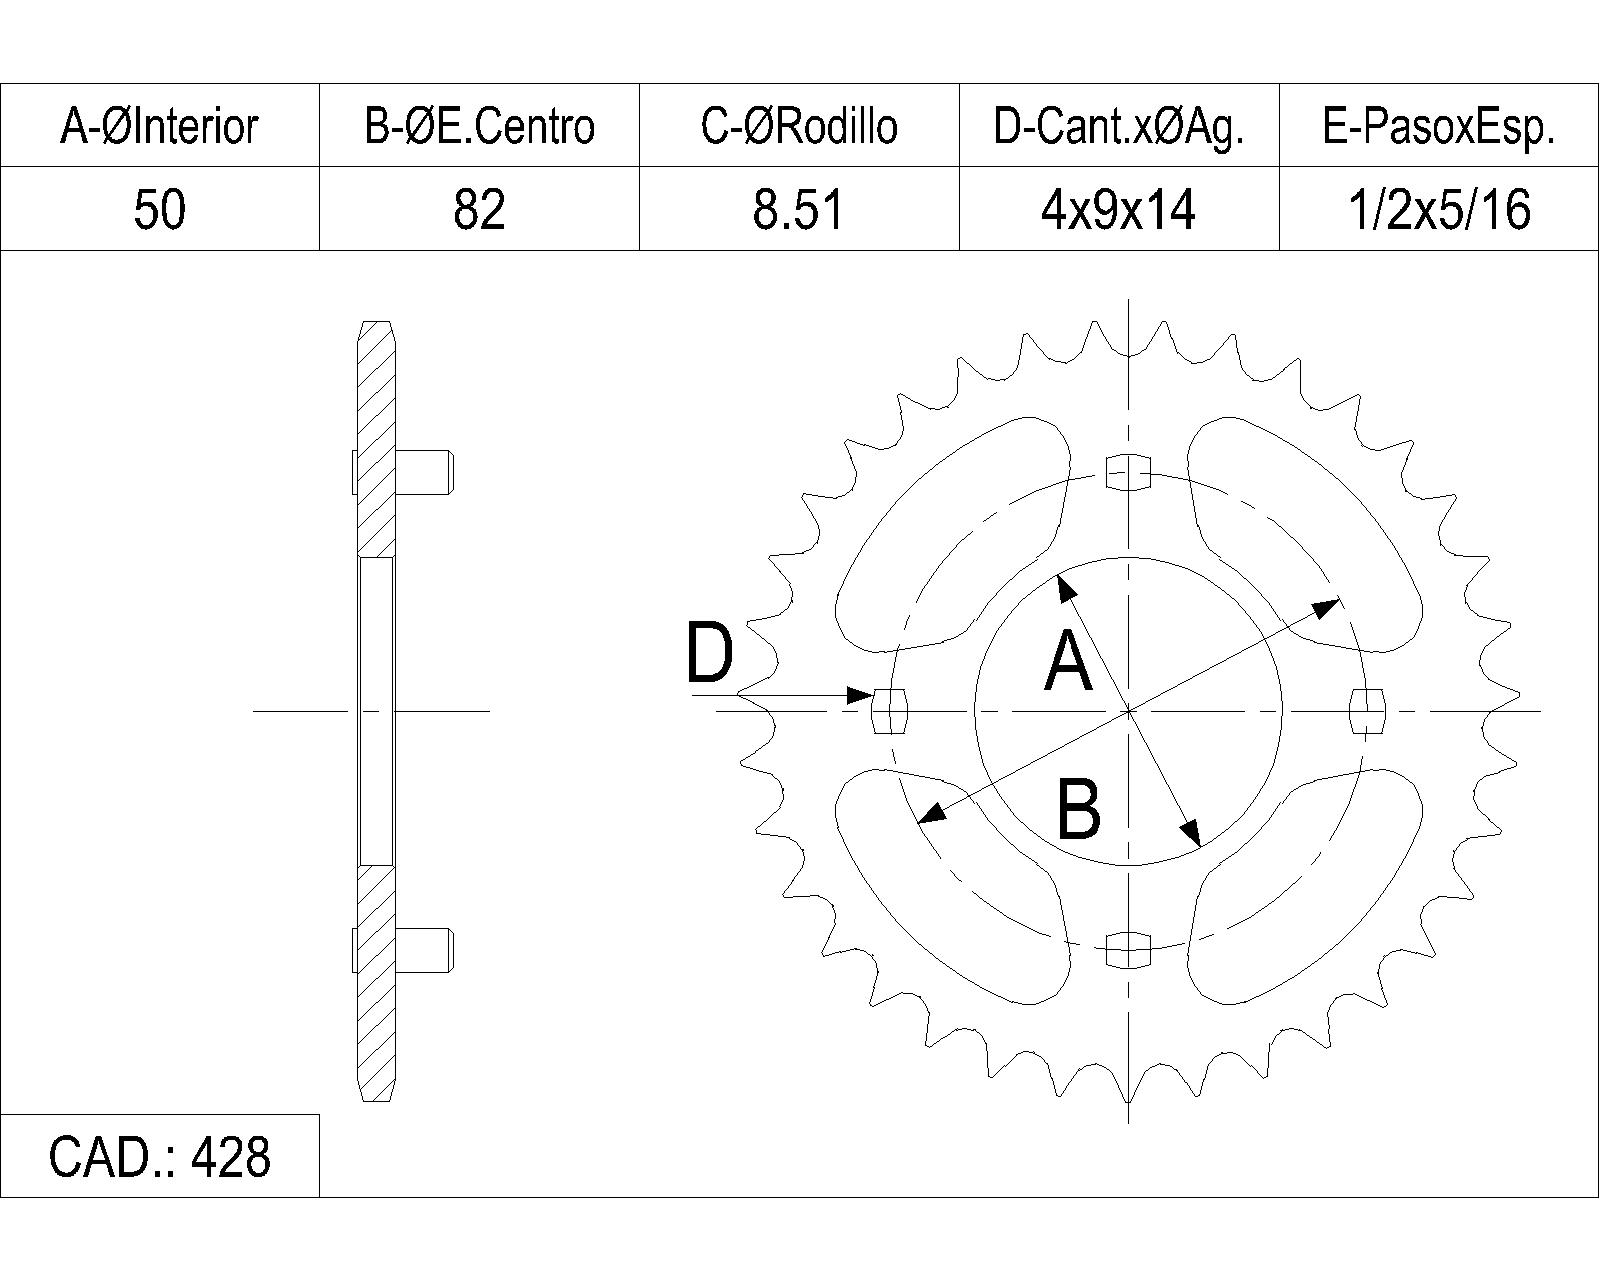 A-ØInterior B-ØE.Centro C-ØRodillo D-Cant.xØAg. E-PasoxEsp.
50 82 8.51 4x9x14 1/2x5/16
D
A
B
CAD.: 428